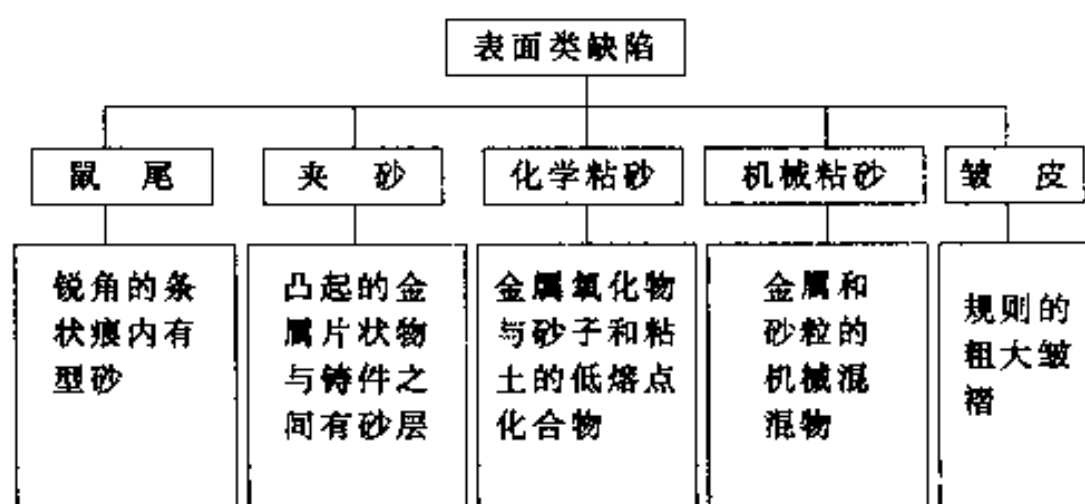 表面类缺陷
鼠 尾
夹 砂
化学粘砂
机械粘砂
皱 皮
锐角的条
状痕内有
型砂
凸起的金
属片状物
与铸件之
间有砂层
金属氧化物
与砂子和粘
土的低熔点
化合物
金属和
砂粒的
机械混
混物
规则的
粗大皱
褶